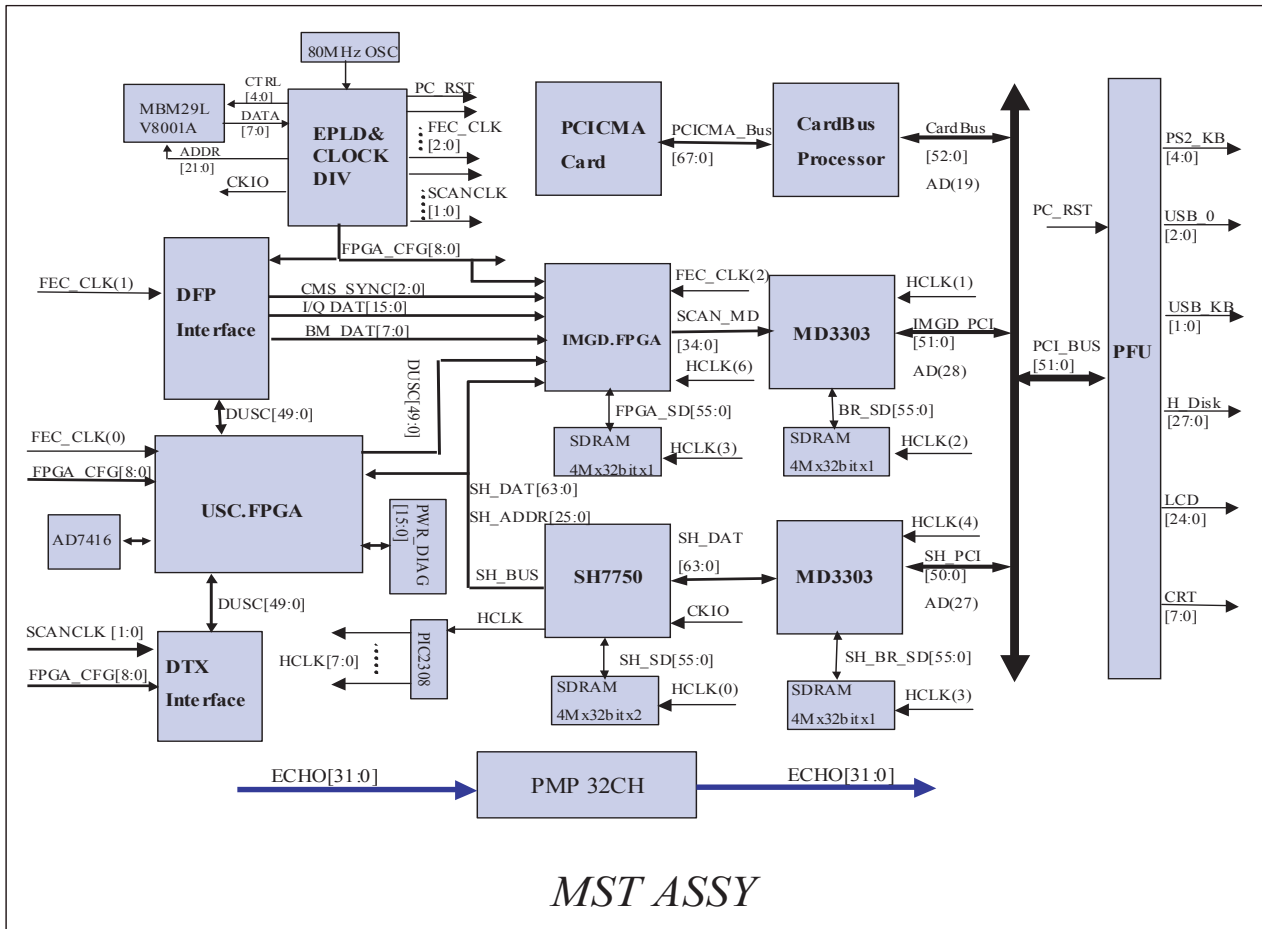 80MHz OSC
CTRL
[4:0]
MBM29L
V8001A
DATA
[7:0]
ADDR
[21:0]
CKIO
EPLD&
CLOCK
DIV
PC_RST
FEC_CLK
[2:0]
SCANCLK
[1:0]
PCICMA
Card
PCICMA_Bus
[67:0]
CardBus
Processor
CardBus
[52:0]
AD(19)
FPGA_CFG[8:0]
FEC_CLK(1)
DFP
Interface
CMS_SYNC[2:0]
I/Q_DAT[15:0]
BM_DAT[7:0]
IMGD.FPGA
FEC_CLK(2)
SCAN_MD
[34:0]
HCLK(6)
MD3303
HCLK(1)
IMGD_PCI
[51:0]
AD(28)
PC_RST
PCI_BUS
[51:0]
PFU
PS2_KB
[4:0]
USB_0
[2:0]
USB_KB
[1:0]
H_Disk
[27:0]
LCD
[24:0]
CRT
[7:0]
DUSC[49:0]
DUSC[49:0]
FPGA_SD[55:0]
SDRAM
4Mx32bitx1
HCLK(3)
BR_SD[55:0]
SDRAM
4Mx32bitx1
HCLK(2)
FEC_CLK(0)
FPGA_CFG[8:0]
USC.FPGA
AD7416
PWR_DIAG
[15:0]
SH_DAT[63:0]
SH_ADDR[25:0]
SH_BUS
SH7750
SH_DAT
[63:0]
CKIO
MD3303
HCLK(4)
SH_PCI
[50:0]
AD(27)
DUSC[49:0]
SCANCLK [1:0]
FPGA_CFG[8:0]
DTX
Interface
HCLK[7:0]
PIC2308
HCLK
SH_SD[55:0]
SDRAM
4Mx32bitx2
HCLK(0)
SH_BR_SD[55:0]
SDRAM
4Mx32bitx1
HCLK(3)
ECHO[31:0]
PMP 32CH
ECHO[31:0]
MST ASSY